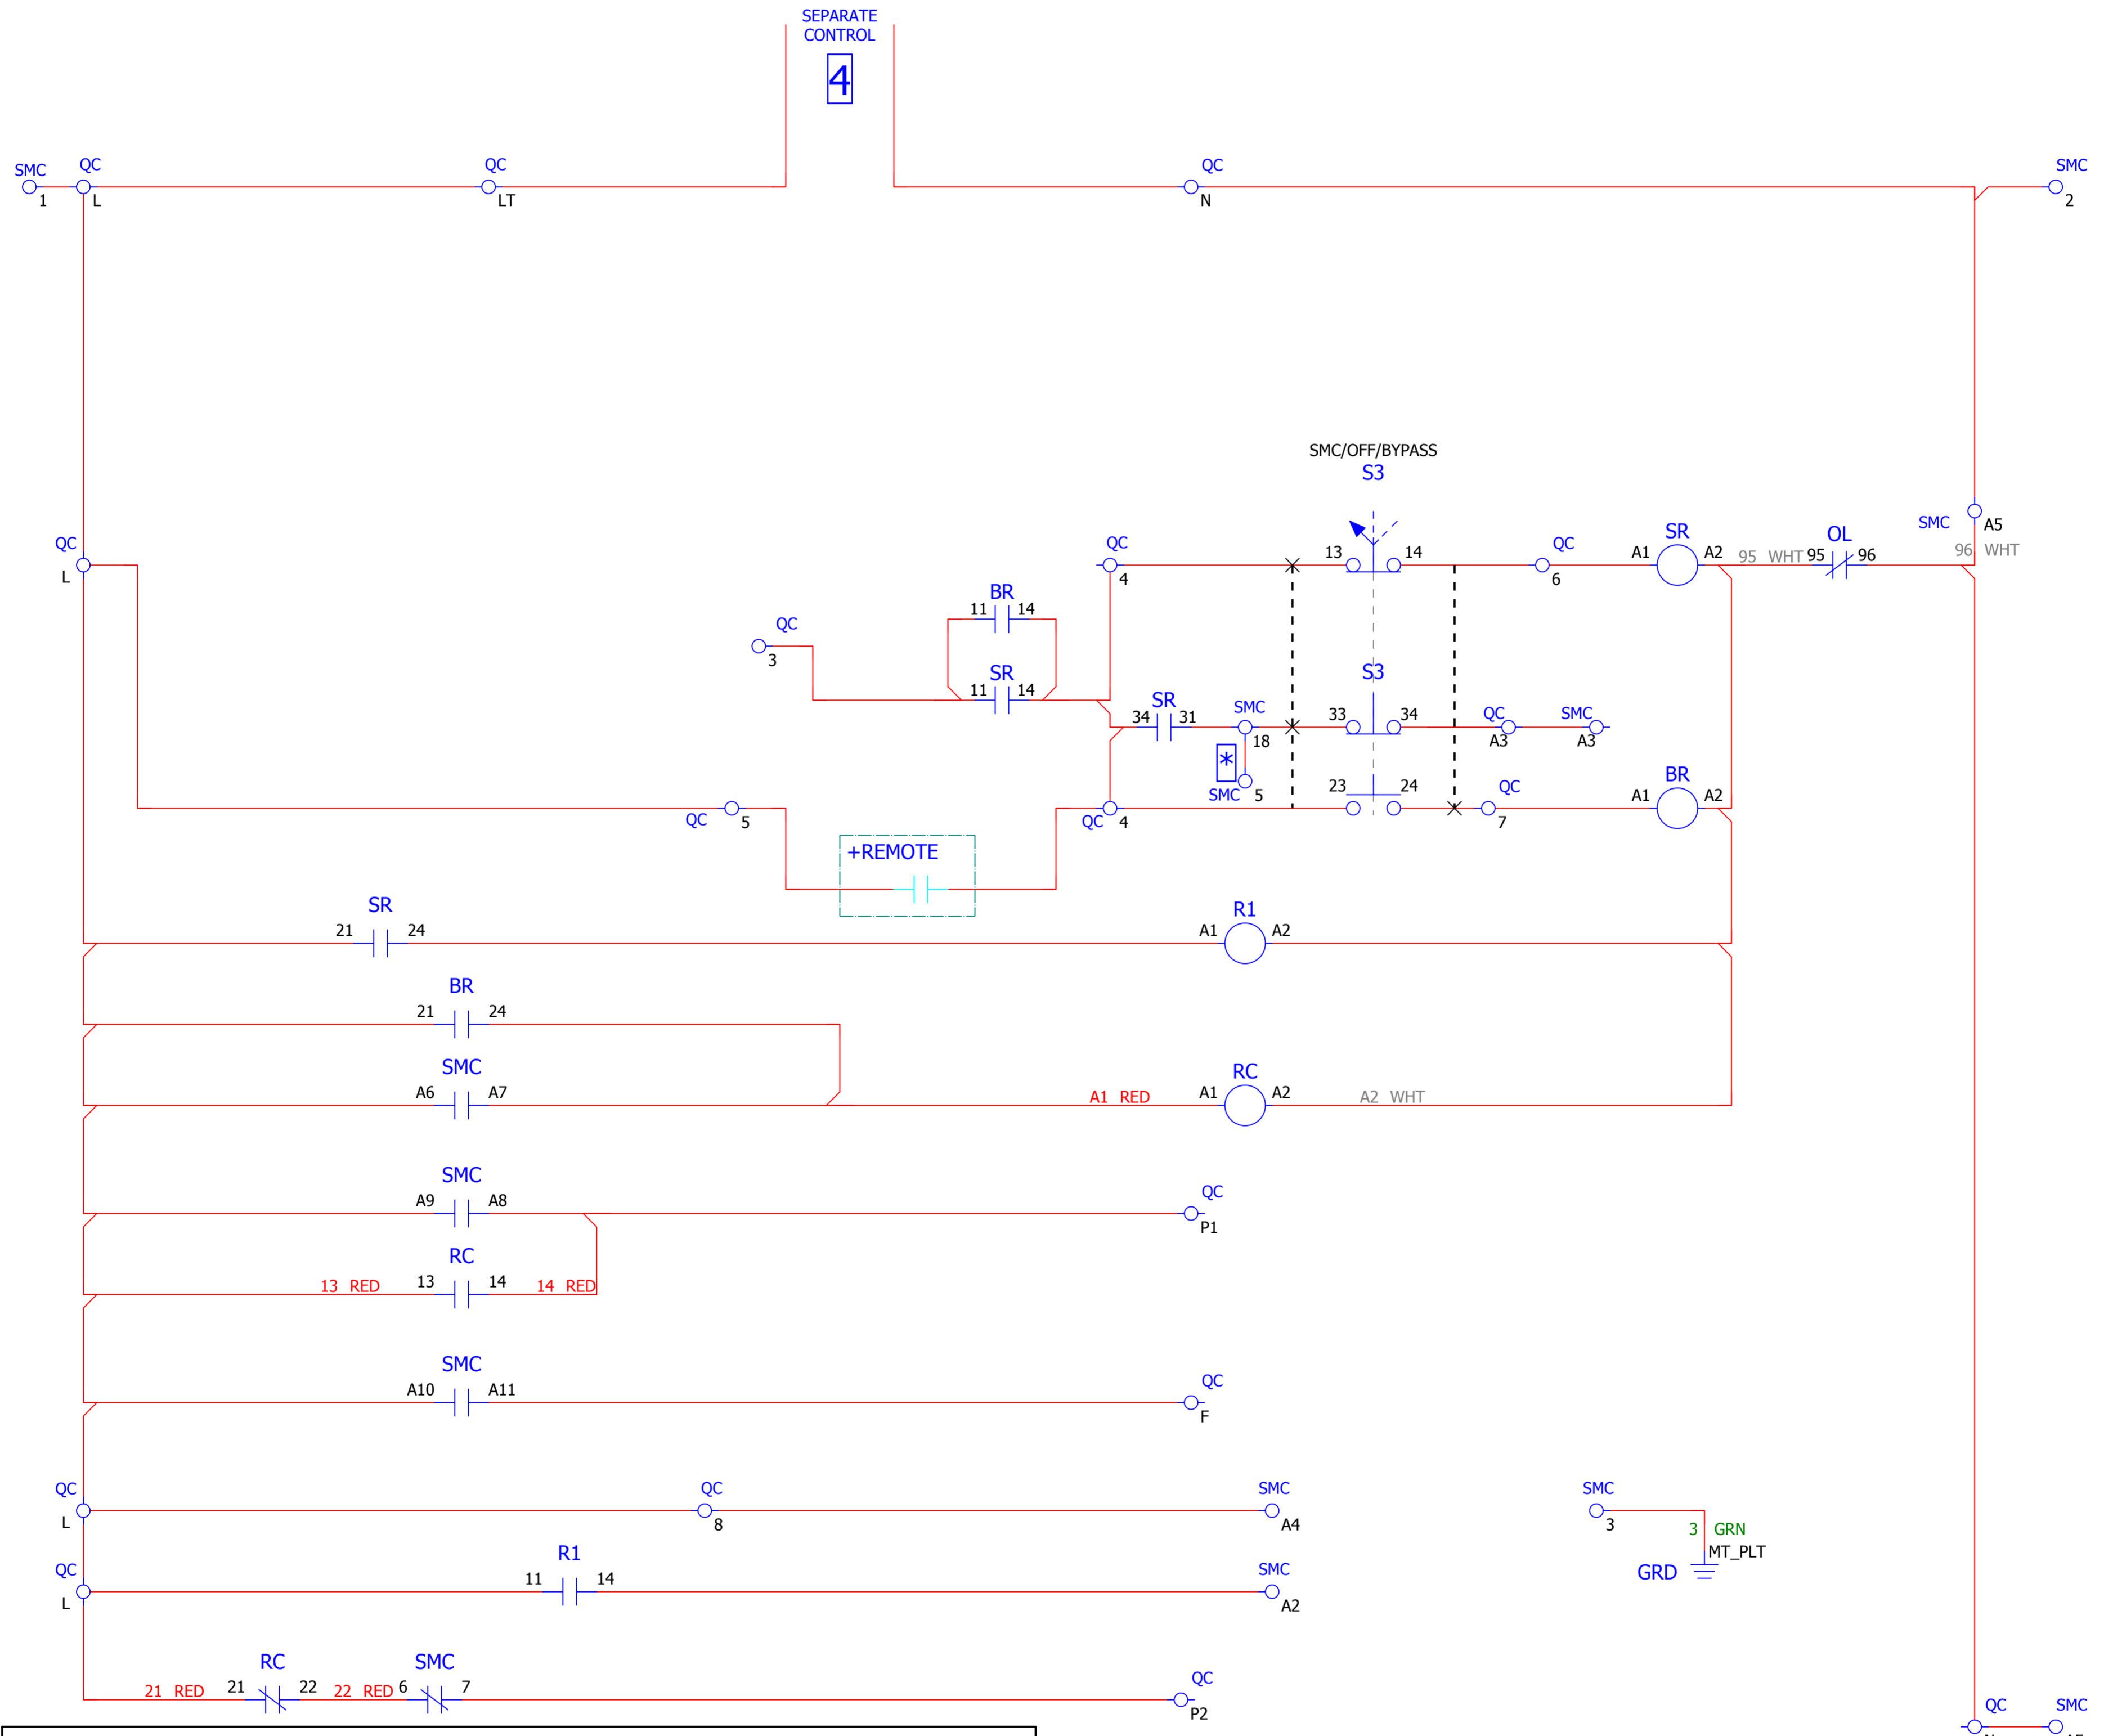 SEPARATE
CONTROL
4
SMC
1
QC
L
QC
LT
QC
N
SMC
2
SMC/OFF/BYPASS
S3
QC
L
QC
4
13
14
QC
6
SR
A1
A2
95 WHT
OL
95
96
SMC
A5
96 WHT
BR
11
14
QC
3
SR
11
14
SR
34
31
SMC
18
*
SMC
5
S3
33
34
QC
A3
SMC
A3
QC
5
QC
4
23
24
QC
7
BR
A1
A2
+REMOTE
SR
21
24
R1
A1
A2
BR
21
24
SMC
A6
A7
A1 RED
RC
A1
A2
A2 WHT
SMC
A9
A8
QC
P1
RC
13 RED
13
14
14 RED
SMC
A10
A11
QC
F
QC
L
QC
8
SMC
A4
SMC
3
3 GRN
MT_PLT
GRD
QC
L
R1
11
14
SMC
A2
RC
21 RED
21
22
22 RED
SMC
6
7
QC
P2
QC
SMC